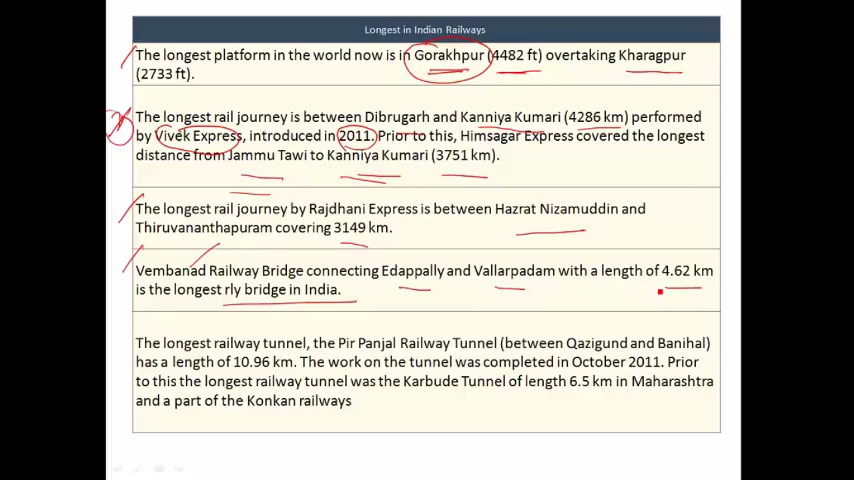 Longest in Indian Railways
The longest platform in the world now is in Gorakhpur (4482 ft) overtaking Kharagpur
(2733 ft).
The longest rail journey is between Dibrugarh and Kanniya Kumari (4286 km) performed
by Vivek Express, introduced in 2011. Prior to this, Himsagar Express covered the longest
distance from Jammu Tawi to Kanniya Kumari (3751 km).
The longest rail journey by Rajdhani Express is between Hazrat Nizamuddin and
Thiruvananthapuram covering 3149 km.
Vembanad Railway Bridge connecting Edappally and Vallarpadam with a length of 4.62 km
is the longest rly bridge in India.
The longest railway tunnel, the Pir Panjal Railway Tunnel (between Qazigund and Banihal)
has a length of 10.96 km. The work on the tunnel was completed in October 2011. Prior
to this the longest railway tunnel was the Karbude Tunnel of length 6.5 km in Maharashtra
and a part of the Konkan railways